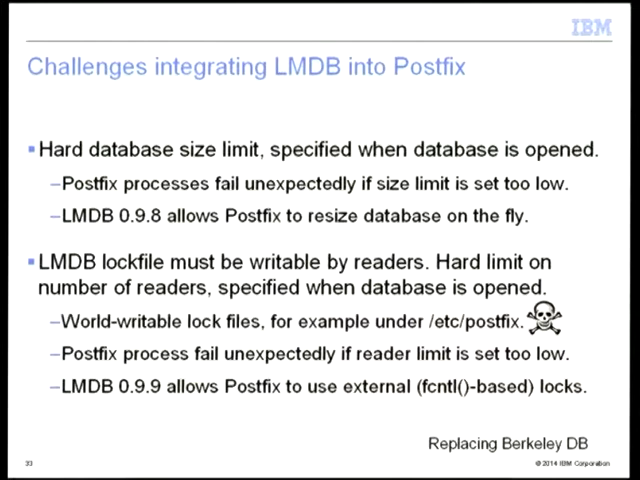 IBM
Challenges integrating LMDB into Postfix
Hard database size limit, specified when database is opened.
–Postfix processes fail unexpectedly if size limit is set too low.
–LMDB 0.9.8 allows Postfix to resize database on the fly.
LMDB lockfile must be writable by readers. Hard limit on
number of readers, specified when database is opened.
–World-writable lock files, for example under /etc/postfix.
–Postfix process fail unexpectedly if reader limit is set too low.
–LMDB 0.9.9 allows Postfix to use external (fcntl()-based) locks.
Replacing Berkeley DB
33
© 2014 IBM Corporation